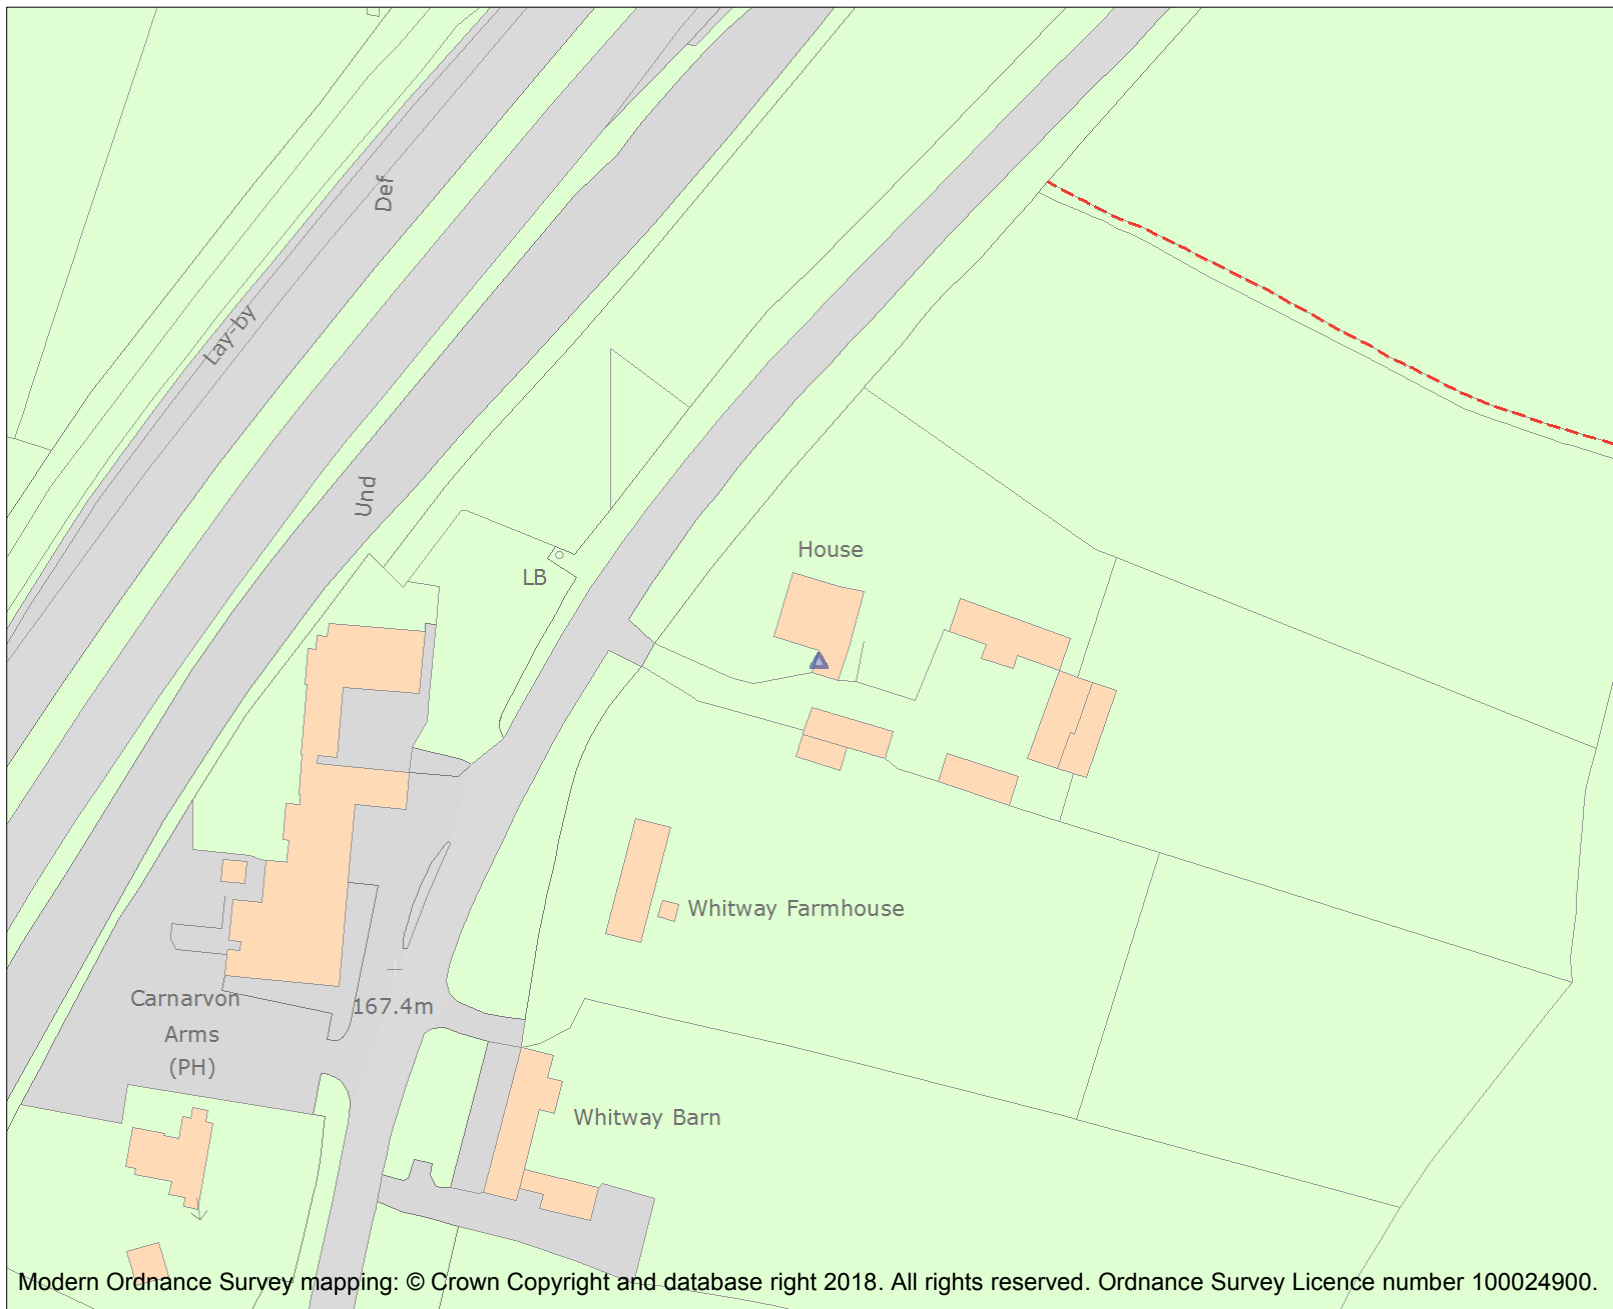 Def
Lay-by
Und
House
LB
Whitway Farmhouse
Carnarvon
Arms
(PH)
167.4m
Whitway Barn
Modern Ordnance Survey mapping: © Crown Copyright and database right 2018. All rights reserved. Ordnance Survey Licence number 100024900.